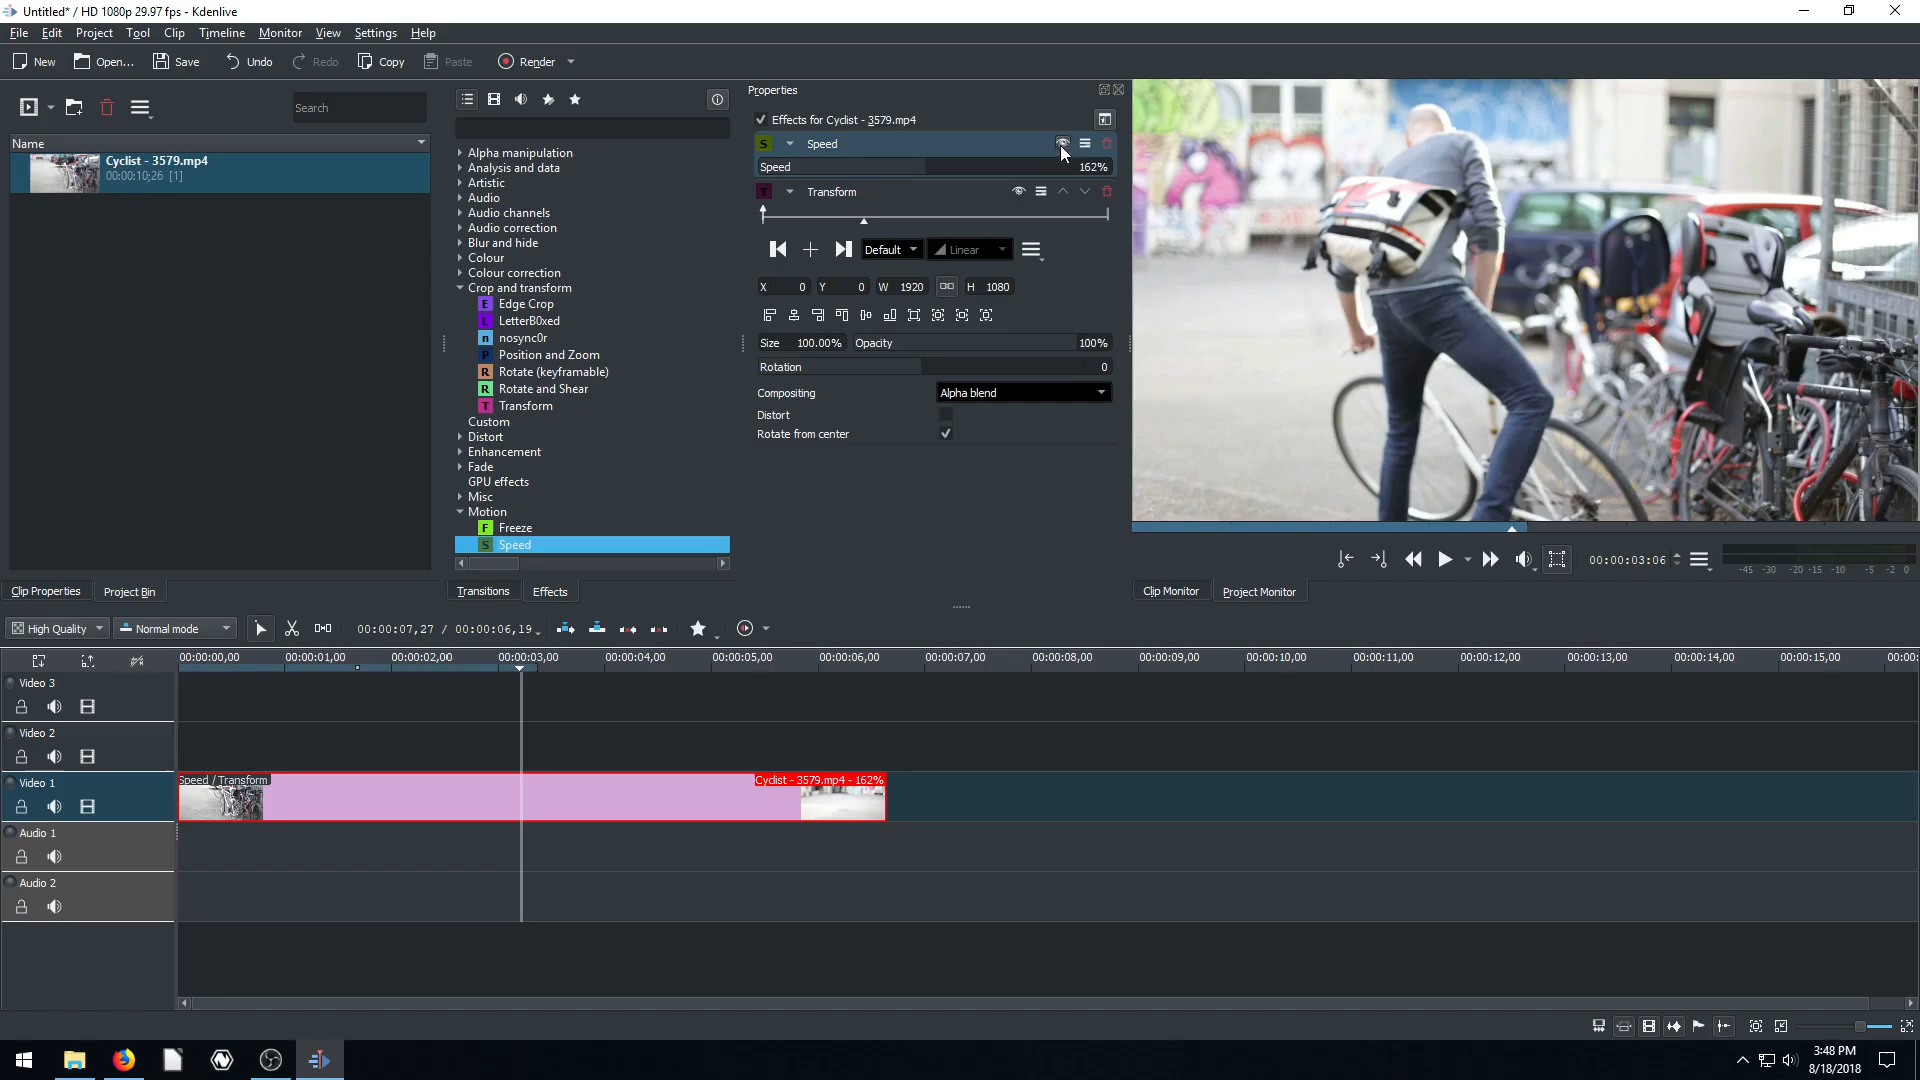 Untitled* / HD 1080p 29.97 fps - Kdenlive
File Edit Project Tool Clip Timeline Monitor View Settings Help
New Open... Save Undo Redo Copy Paste Render
Search
Name
Cyclist - 3579.mp4
00:00:10;26 [1]
Clip Properties Project Bin
Alpha manipulation
Analysis and data
Artistic
Audio
Audio channels
Audio correction
Blur and hide
Colour
Colour correction
Crop and transform
E Edge Crop
L LetterB0xed
n nosync0r
P Position and Zoom
R Rotate (keyframable)
R Rotate and Shear
T Transform
Custom
Distort
Enhancement
Fade
GPU effects
Misc
Motion
F Freeze
S Speed
Transitions Effects
Properties
Effects for Cyclist - 3579.mp4
S Speed
Speed 162%
T Transform
Default Linear
X 0 Y 0 W 1920 H 1080
Size 100.00% Opacity 100%
Rotation 0
Compositing Alpha blend
Distort
Rotate from center
00:00:03:06
-45 -30 -20 -15 -10 -5 -2 0
Clip Monitor Project Monitor
High Quality Normal mode 00:00:07,27 / 00:00:06,19
00:00:00,00 00:00:01,00 00:00:02,00 00:00:03,00 00:00:04,00 00:00:05,00 00:00:06,00 00:00:07,00 00:00:08,00 00:00:09,00 00:00:10,00 00:00:11,00 00:00:12,00 00:00:13,00 00:00:14,00 00:00:15,00 00:00:
Video 3
Video 2
Video 1
Speed / Transform Cyclist - 3579.mp4 - 162%
Audio 1
Audio 2
3:48 PM
8/18/2018